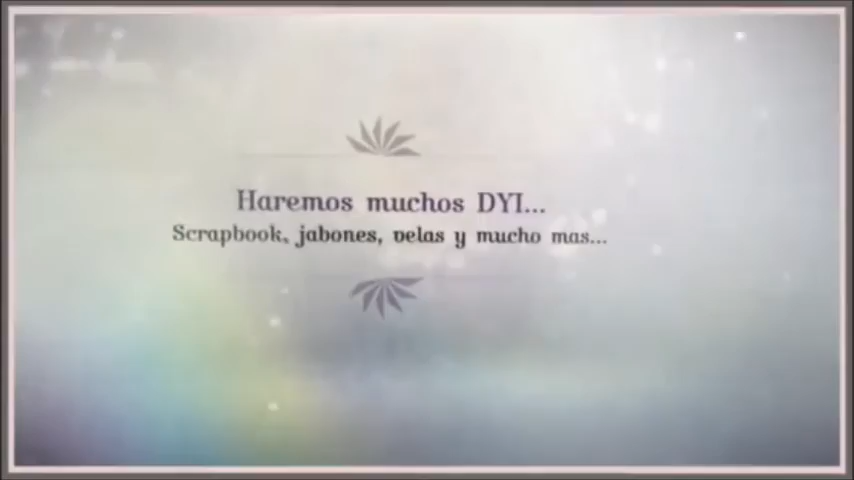 Haremos muchos DYI...
Scrapbook, jabones, velas y mucho mas...